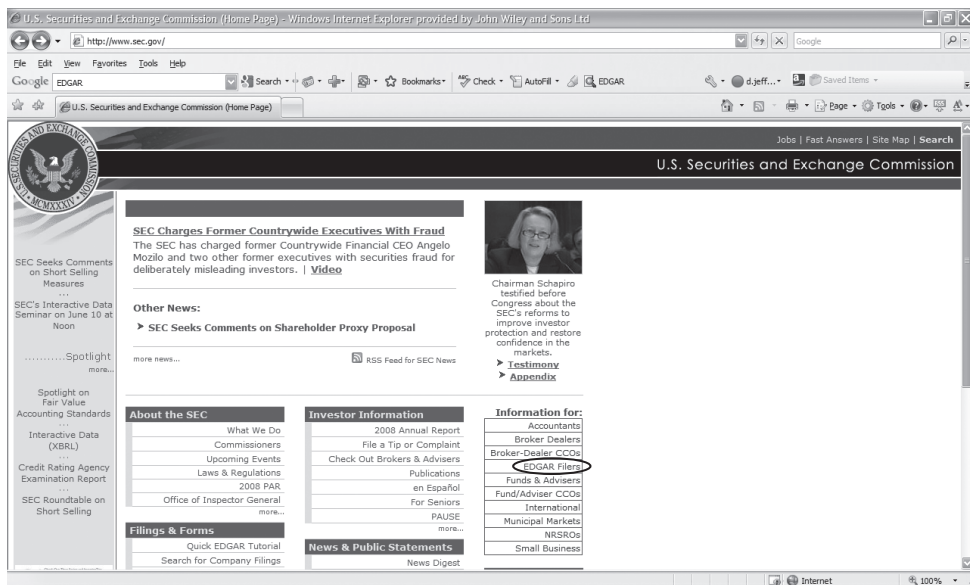 U.S. Securities and Exchange Commission (Home Page) - Windows Internet Explorer provided by John Wiley and Sons Ltd
http://www.sec.gov/
Google
File Edit View Favorites Tools Help
Google EDGAR Search Bookmarks Check AutoFill EDGAR d.jeff... Saved Items
U.S. Securities and Exchange Commission (Home Page) Page Tools
Jobs | Fast Answers | Site Map | Search
U.S. Securities and Exchange Commission
SECURITIES AND EXCHANGE COMMISSION
MCMXXXIV
SEC Seeks Comments
on Short Selling
Measures
...
SEC's Interactive Data
Seminar on June 10 at
Noon
...........Spotlight
more...
Spotlight on
Fair Value
Accounting Standards
...
Interactive Data
(XBRL)
...
Credit Rating Agency
Examination Report
...
SEC Roundtable on
Short Selling
SEC Charges Former Countrywide Executives With Fraud
The SEC has charged former Countrywide Financial CEO Angelo
Mozilo and two other former executives with securities fraud for
deliberately misleading investors. | Video
Other News:
SEC Seeks Comments on Shareholder Proxy Proposal
more news...
RSS Feed for SEC News
Chairman Schapiro
testified before
Congress about the
SEC's reforms to
improve investor
protection and restore
confidence in the
markets.
Testimony
Appendix
About the SEC
What We Do
Commissioners
Upcoming Events
Laws & Regulations
2008 PAR
Office of Inspector General
more...
Filings & Forms
Quick EDGAR Tutorial
Search for Company Filings
Investor Information
2008 Annual Report
File a Tip or Complaint
Check Out Brokers & Advisers
Publications
en Español
For Seniors
PAUSE
more...
News & Public Statements
News Digest
Information for:
Accountants
Broker Dealers
Broker-Dealer CCOs
EDGAR Filers
Funds & Advisers
Fund/Adviser CCOs
International
Municipal Markets
NRSROs
Small Business
Internet
100%